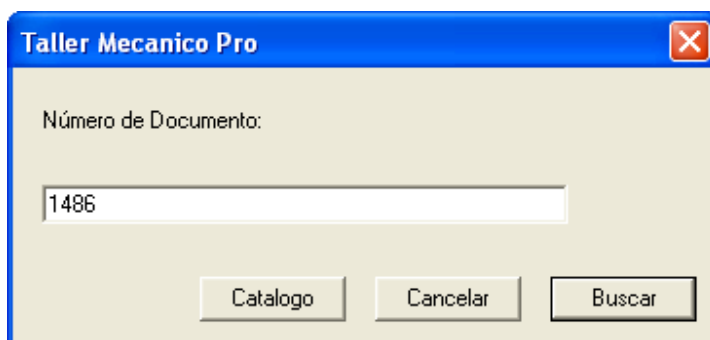 Taller Mecanico Pro
Número de Documento:
1486
Catalogo Cancelar Buscar